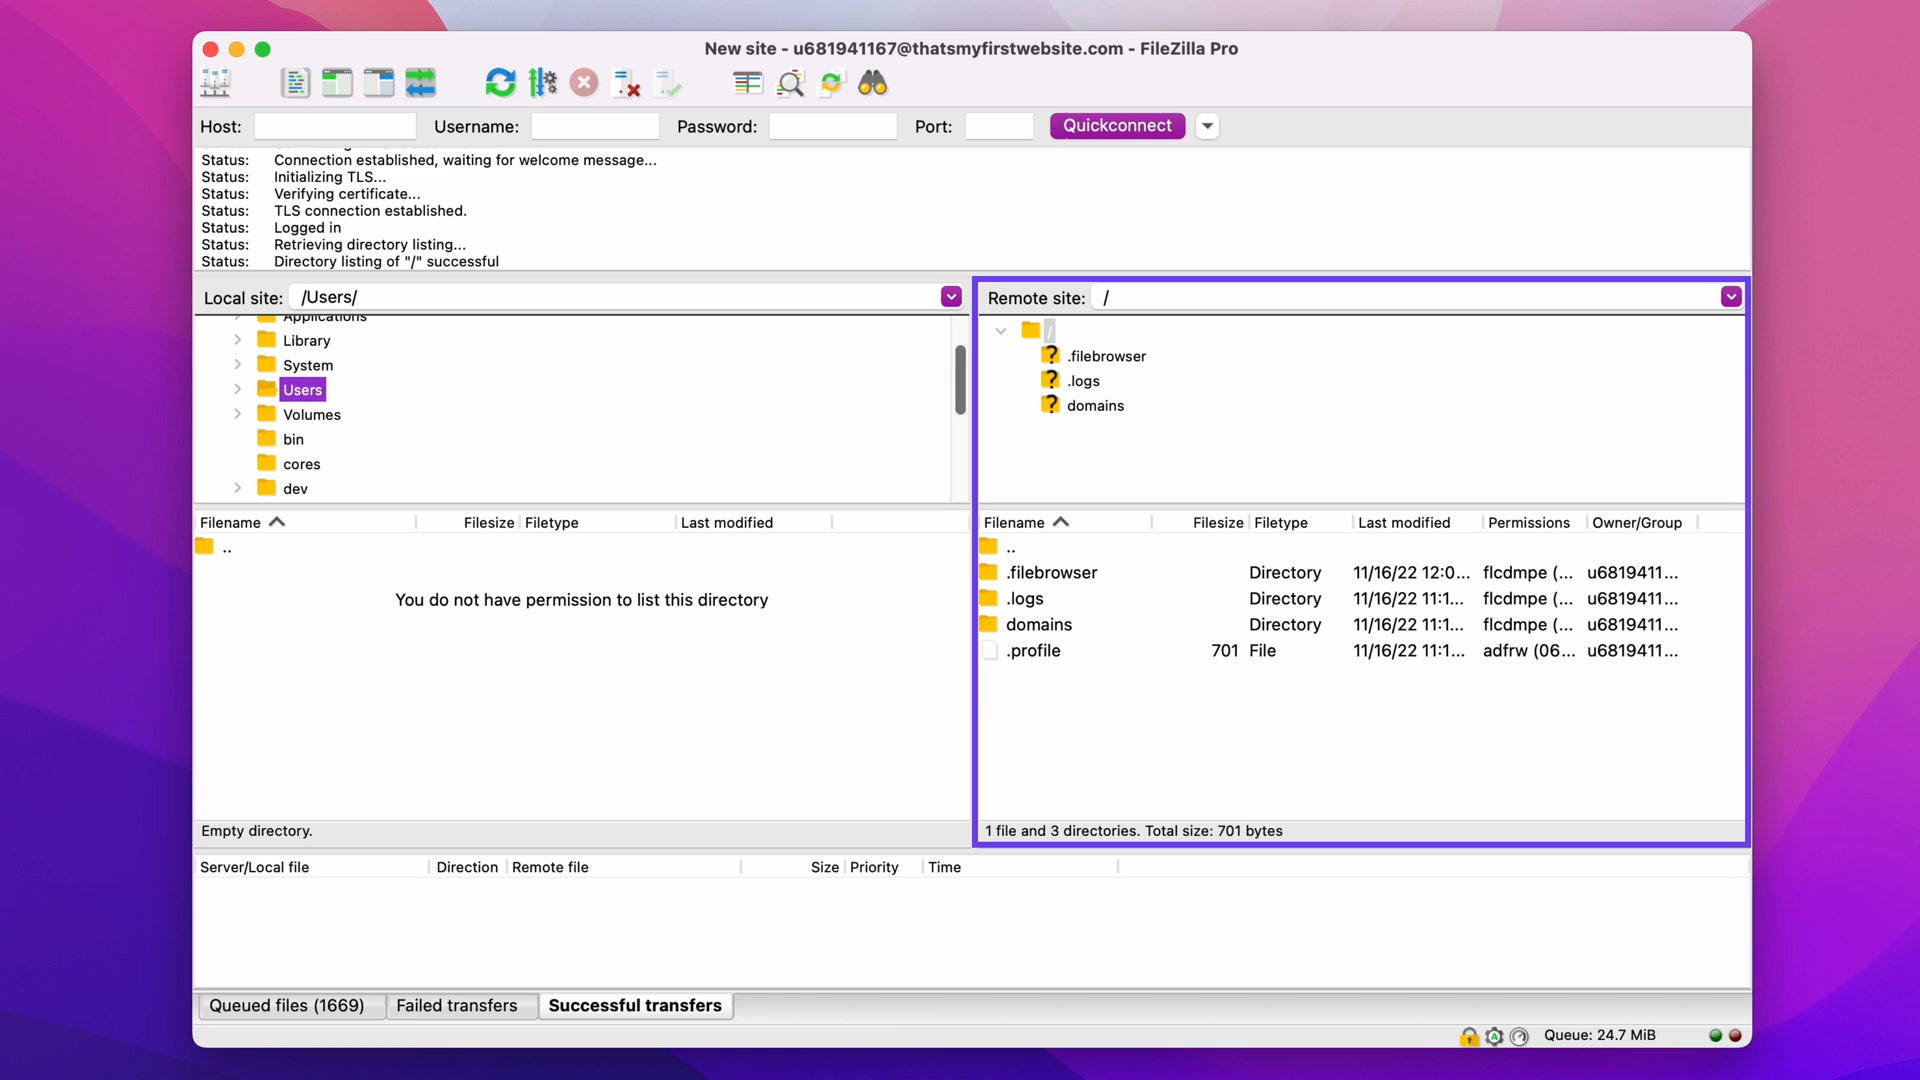 New site - u681941167@thatsmyfirstwebsite.com - FileZilla Pro
Host: Username: Password: Port: Quickconnect
Status: Connection established, waiting for welcome message...
Status: Initializing TLS...
Status: Verifying certificate...
Status: TLS connection established.
Status: Logged in
Status: Retrieving directory listing...
Status: Directory listing of "/" successful
Local site: /Users/
Applications
Library
System
Users
Volumes
bin
cores
dev
Filename Filesize Filetype Last modified
..
You do not have permission to list this directory
Empty directory.
Remote site: /
/
? .filebrowser
? .logs
? domains
Filename Filesize Filetype Last modified Permissions Owner/Group
..
.filebrowser Directory 11/16/22 12:0... flcdmpe (... u6819411...
.logs Directory 11/16/22 11:1... flcdmpe (... u6819411...
domains Directory 11/16/22 11:1... flcdmpe (... u6819411...
.profile 701 File 11/16/22 11:1... adfrw (06... u6819411...
1 file and 3 directories. Total size: 701 bytes
Server/Local file Direction Remote file Size Priority Time
Queued files (1669) Failed transfers Successful transfers
Queue: 24.7 MiB